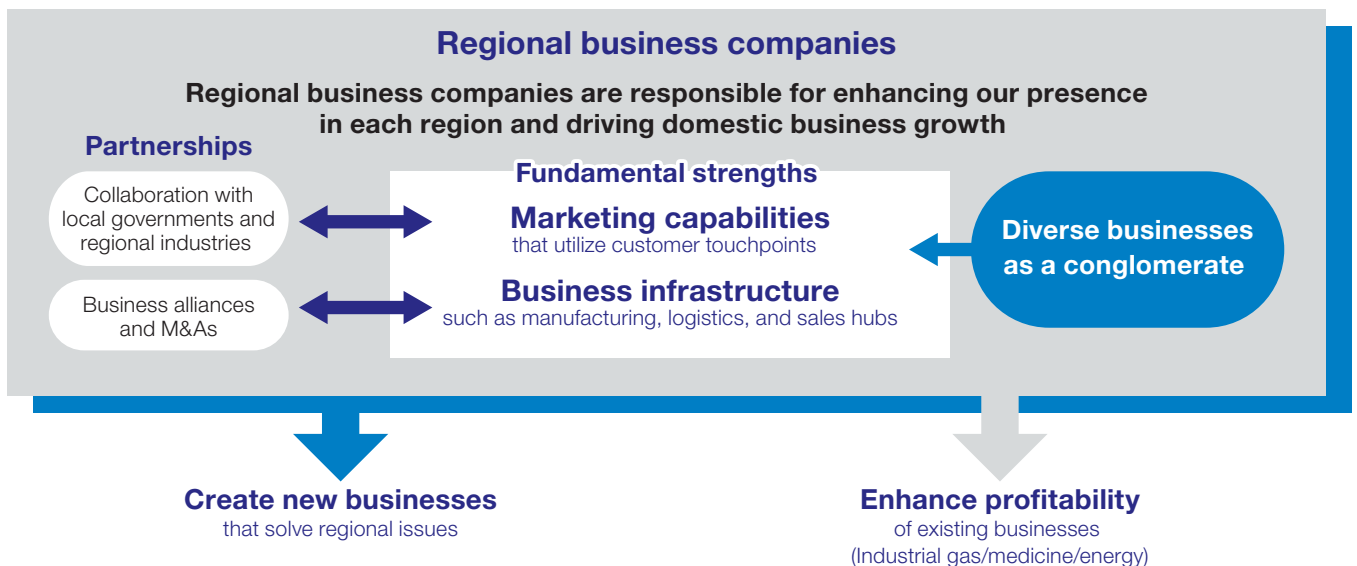 Regional business companies
Regional business companies are responsible for enhancing our presence
in each region and driving domestic business growth
Partnerships
Collaboration with
local governments and
regional industries
Business alliances
and M&As
Fundamental strengths
Marketing capabilities
that utilize customer touchpoints
Business infrastructure
such as manufacturing, logistics, and sales hubs
Diverse businesses
as a conglomerate
Create new businesses
that solve regional issues
Enhance profitability
of existing businesses
(Industrial gas/medicine/energy)